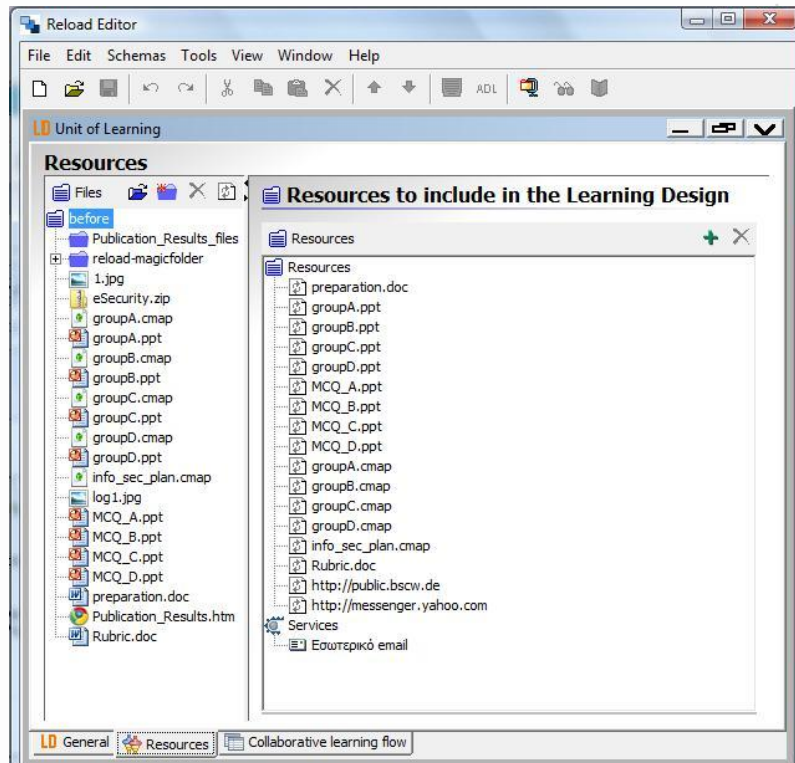 Reload Editor
File Edit Schemas Tools View Window Help
ADL
LD Unit of Learning
Resources
Files
before
Publication_Results_files
reload-magicfolder
1.jpg
eSecurity.zip
groupA.cmap
groupA.ppt
groupB.cmap
groupB.ppt
groupC.cmap
groupC.ppt
groupD.cmap
groupD.ppt
info_sec_plan.cmap
log1.jpg
MCQ_A.ppt
MCQ_B.ppt
MCQ_C.ppt
MCQ_D.ppt
preparation.doc
Publication_Results.htm
Rubric.doc
Resources to include in the Learning Design
Resources
Resources
preparation.doc
groupA.ppt
groupB.ppt
groupC.ppt
groupD.ppt
MCQ_A.ppt
MCQ_B.ppt
MCQ_C.ppt
MCQ_D.ppt
groupA.cmap
groupB.cmap
groupC.cmap
groupD.cmap
info_sec_plan.cmap
Rubric.doc
http://public.bscw.de
http://messenger.yahoo.com
Services
Εσωτερικό email
LD General Resources Collaborative learning flow